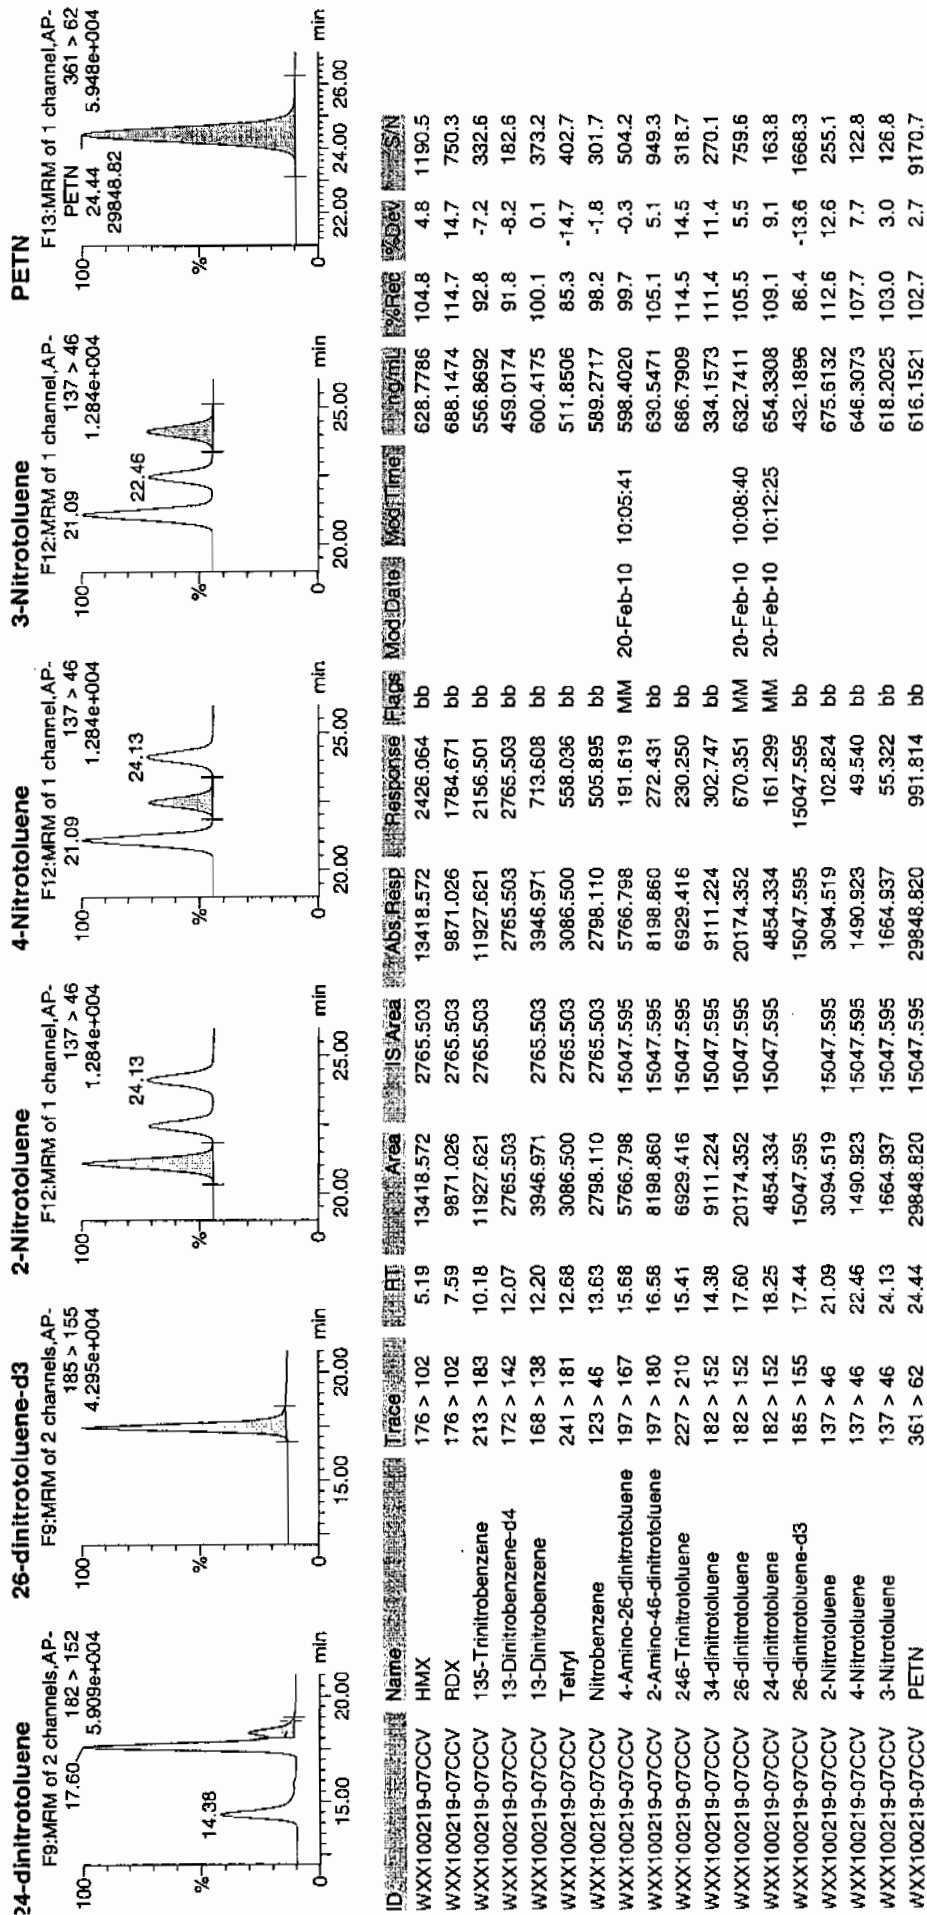 24-dinitrotoluene
F9:MRM of 2 channels,AP-
182 > 152
5.909e+004
17.60
14.38
100
%
0
15.00 20.00
min
26-dinitrotoluene-d3
F9:MRM of 2 channels,AP-
185 > 155
4.295e+004
100
%
0
15.00 20.00
min
2-Nitrotoluene
F12:MRM of 1 channel,AP-
137 > 46
1.284e+004
24.13
100
%
0
20.00 25.00
min
4-Nitrotoluene
F12:MRM of 1 channel,AP-
137 > 46
1.284e+004
21.09
24.13
100
%
0
20.00 25.00
min
3-Nitrotoluene
F12:MRM of 1 channel,AP-
137 > 46
1.284e+004
21.09
22.46
100
%
0
20.00 25.00
min
PETN
F13:MRM of 1 channel,AP-
361 > 62
5.948e+004
PETN
24.44
29848.82
100
%
0
22.00 24.00 26.00
min
ID Name Trace RT Area IS Area Abs.Resp Response Flags Mod.Date Mod.Time ng/mL %Rec %Dev S/N
WXX100219-07CCV HMX 176 > 102 5.19 13418.572 2765.503 13418.572 2426.064 bb 628.7786 104.8 4.8 1190.5
WXX100219-07CCV RDX 176 > 102 7.59 9871.026 2765.503 9871.026 1784.671 bb 688.1474 114.7 14.7 750.3
WXX100219-07CCV 135-Trinitrobenzene 213 > 183 10.18 11927.621 2765.503 11927.621 2156.501 bb 556.8692 92.8 -7.2 332.6
WXX100219-07CCV 13-Dinitrobenzene-d4 172 > 142 12.07 2765.503 2765.503 2765.503 bb 459.0174 91.8 -8.2 182.6
WXX100219-07CCV 13-Dinitrobenzene 168 > 138 12.20 3946.971 2765.503 3946.971 713.608 bb 600.4175 100.1 0.1 373.2
WXX100219-07CCV Tetryl 241 > 181 12.68 3086.500 2765.503 3086.500 558.036 bb 511.8506 85.3 -14.7 402.7
WXX100219-07CCV Nitrobenzene 123 > 46 13.63 2798.110 2765.503 2798.110 505.895 bb 589.2717 98.2 -1.8 301.7
WXX100219-07CCV 4-Amino-26-dinitrotoluene 197 > 167 15.68 5766.798 15047.595 5766.798 191.619 MM 20-Feb-10 10:05:41 598.4020 99.7 -0.3 504.2
WXX100219-07CCV 2-Amino-46-dinitrotoluene 197 > 180 16.58 8198.860 15047.595 8198.860 272.431 bb 630.5471 105.1 5.1 949.3
WXX100219-07CCV 246-Trinitrotoluene 227 > 210 15.41 6929.416 15047.595 6929.416 230.250 bb 686.7909 114.5 14.5 318.7
WXX100219-07CCV 34-dinitrotoluene 182 > 152 14.38 9111.224 15047.595 9111.224 302.747 bb 334.1573 111.4 11.4 270.1
WXX100219-07CCV 26-dinitrotoluene 182 > 152 17.60 20174.352 15047.595 20174.352 670.351 MM 20-Feb-10 10:08:40 632.7411 105.5 5.5 759.6
WXX100219-07CCV 24-dinitrotoluene 182 > 152 18.25 4854.334 15047.595 4854.334 161.299 MM 20-Feb-10 10:12:25 654.3308 109.1 9.1 163.8
WXX100219-07CCV 26-dinitrotoluene-d3 185 > 155 17.44 15047.595 15047.595 15047.595 bb 432.1896 86.4 -13.6 1668.3
WXX100219-07CCV 2-Nitrotoluene 137 > 46 21.09 3094.519 15047.595 3094.519 102.824 bb 675.6132 112.6 12.6 255.1
WXX100219-07CCV 4-Nitrotoluene 137 > 46 22.46 1490.923 15047.595 1490.923 49.540 bb 646.3073 107.7 7.7 122.8
WXX100219-07CCV 3-Nitrotoluene 137 > 46 24.13 1664.937 15047.595 1664.937 55.322 bb 618.2025 103.0 3.0 126.8
WXX100219-07CCV PETN 361 > 62 24.44 29848.820 15047.595 29848.820 991.814 bb 616.1521 102.7 2.7 9170.7